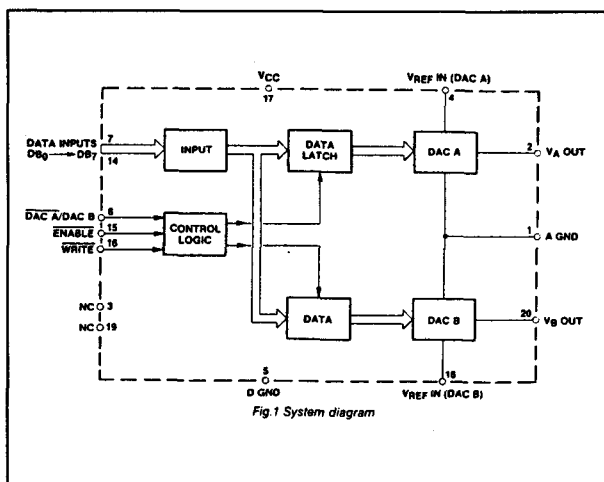 VCC
17
VREF IN (DAC A)
4
DATA INPUTS
DB0 → DB7
7
14
INPUT
DATA
LATCH
DAC A
2
VA OUT
DAC A/DAC B
6
ENABLE
15
WRITE
16
CONTROL
LOGIC
1
A GND
NC
3
NC
19
DATA
DAC B
20
VB OUT
5
D GND
18
VREF IN (DAC B)
Fig.1 System diagram